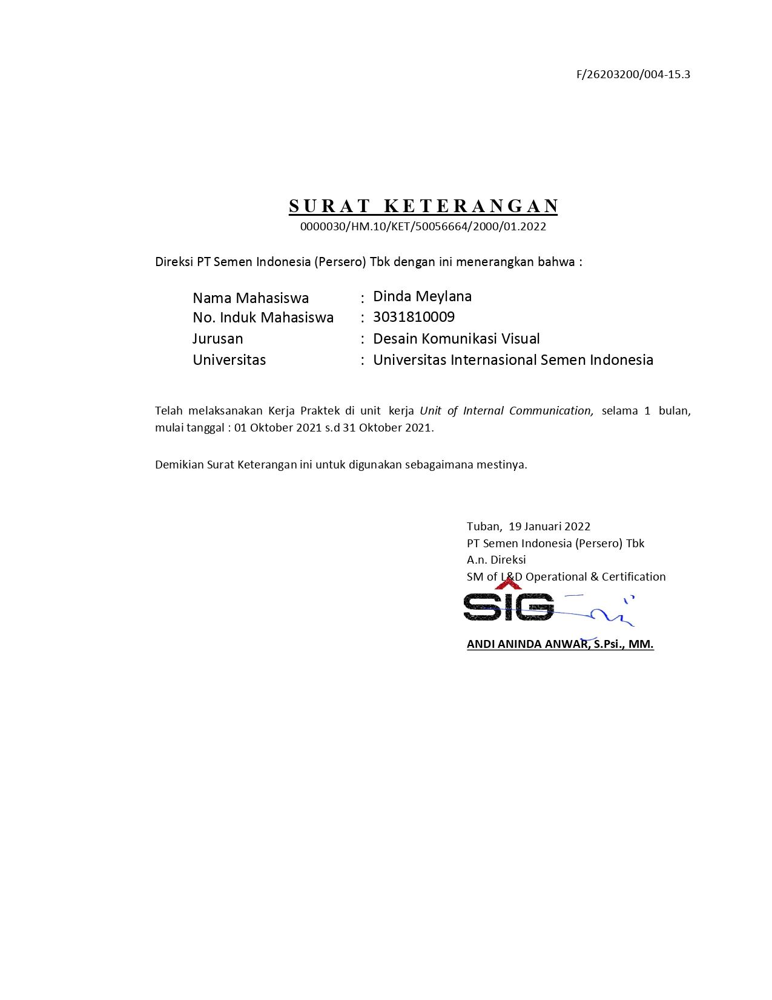 F/26203200/004-15.3
SURAT KETERANGAN
0000030/HM.10/KET/50056664/2000/01.2022
Direksi PT Semen Indonesia (Persero) Tbk dengan ini menerangkan bahwa :
Nama Mahasiswa : Dinda Meylana
No. Induk Mahasiswa : 3031810009
Jurusan : Desain Komunikasi Visual
Universitas : Universitas Internasional Semen Indonesia
Telah melaksanakan Kerja Praktek di unit kerja Unit of Internal Communication, selama 1 bulan,
mulai tanggal : 01 Oktober 2021 s.d 31 Oktober 2021.
Demikian Surat Keterangan ini untuk digunakan sebagaimana mestinya.
Tuban, 19 Januari 2022
PT Semen Indonesia (Persero) Tbk
A.n. Direksi
SM of L&D Operational & Certification
SIG
ANDI ANINDA ANWAR, S.Psi., MM.